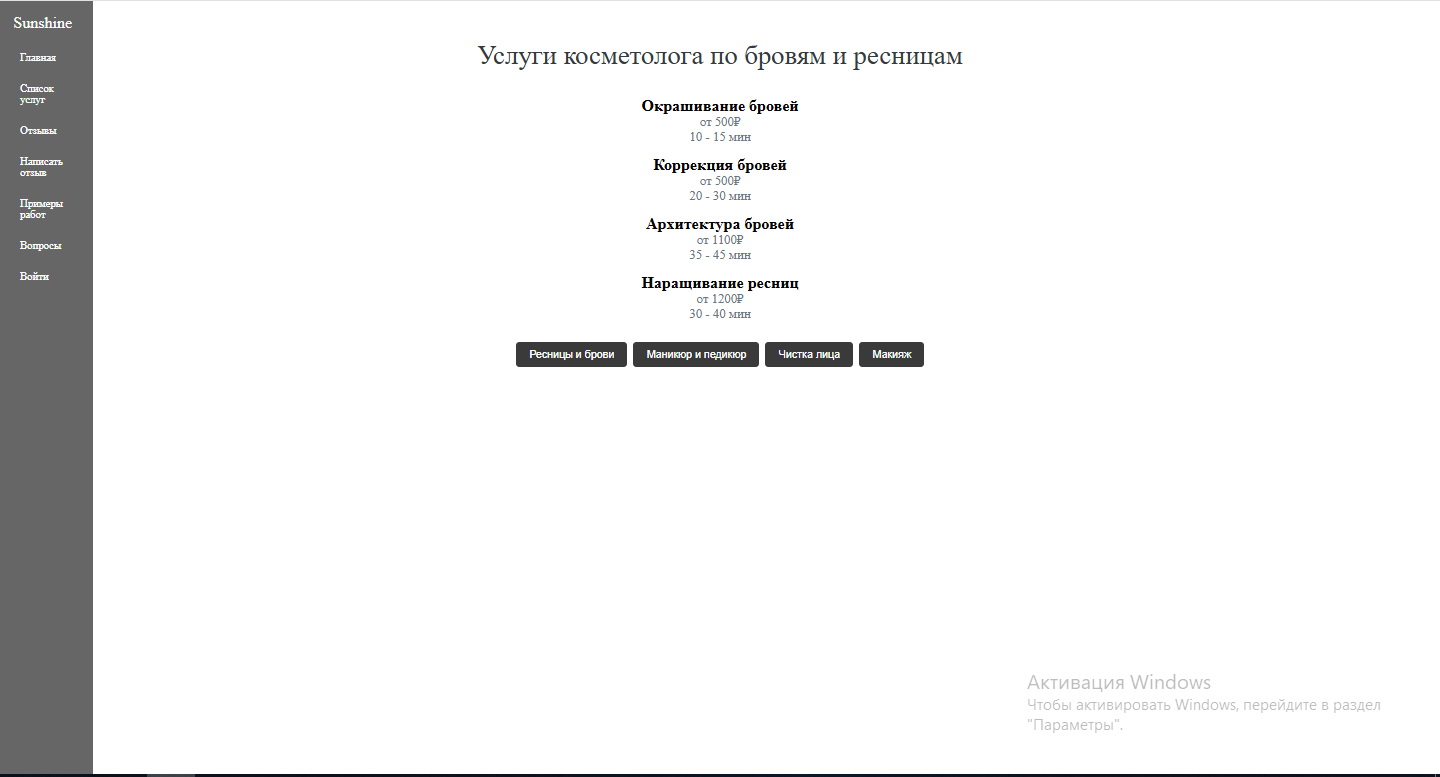 Sunshine
Главная
Список
услуг
Отзывы
Написать
отзыв
Примеры
работ
Вопросы
Войти
Услуги косметолога по бровям и ресницам
Окрашивание бровей
от 500₽
10 - 15 мин
Коррекция бровей
от 500₽
20 - 30 мин
Архитектура бровей
от 1100₽
35 - 45 мин
Наращивание ресниц
от 1200₽
30 - 40 мин
Ресницы и брови Маникюр и педикюр Чистка лица Макияж
Активация Windows
Чтобы активировать Windows, перейдите в раздел
"Параметры".